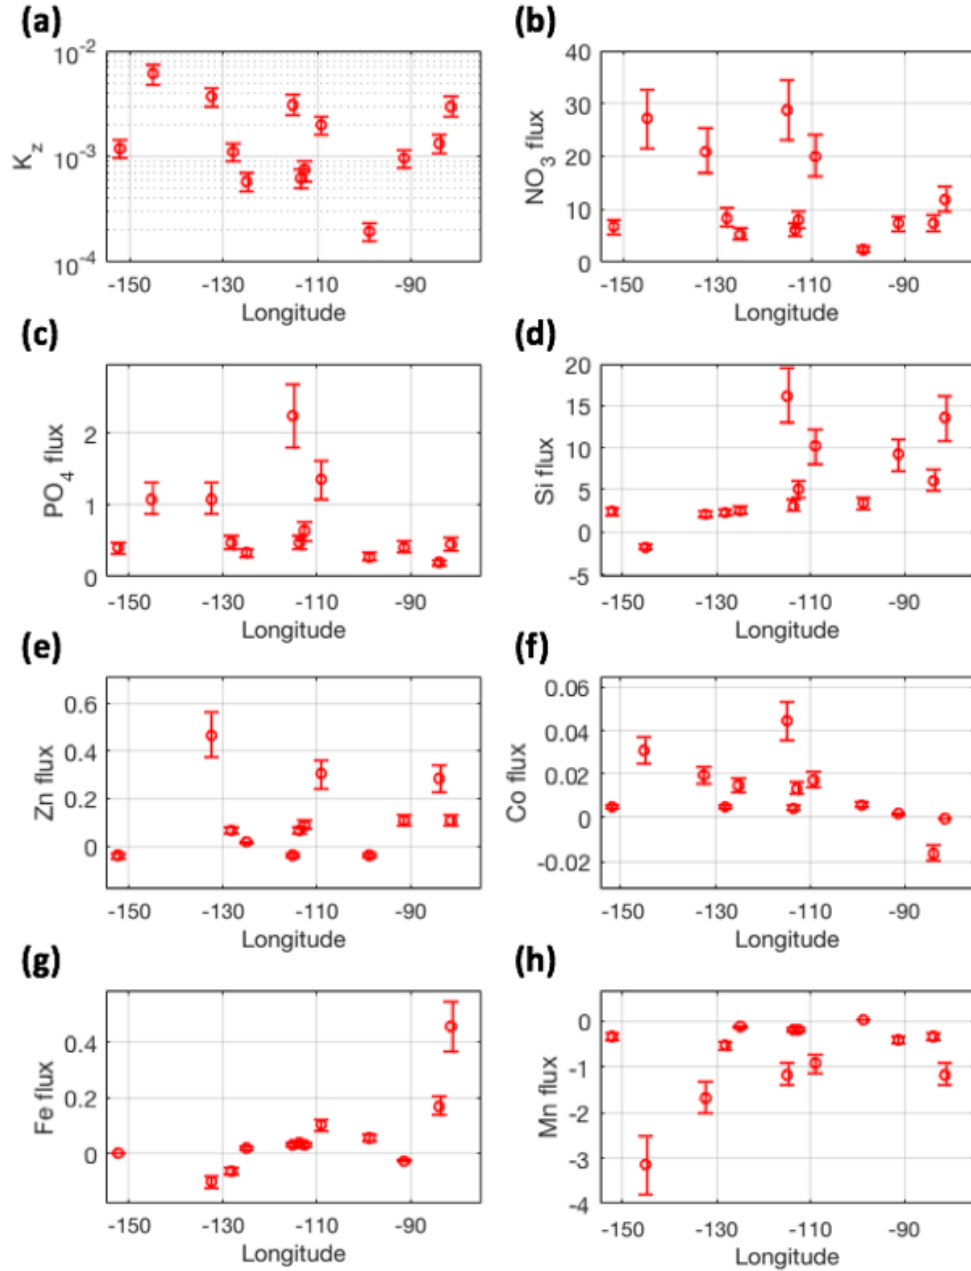 (a)
10^-2
10^-3
10^-4
K_z
-150 -130 -110 -90
Longitude
(b)
40
30
20
10
0
NO_3 flux
-150 -130 -110 -90
Longitude
(c)
2
1
0
PO_4 flux
-150 -130 -110 -90
Longitude
(d)
20
15
10
5
0
-5
Si flux
-150 -130 -110 -90
Longitude
(e)
0.6
0.4
0.2
0
Zn flux
-150 -130 -110 -90
Longitude
(f)
0.06
0.04
0.02
0
-0.02
Co flux
-150 -130 -110 -90
Longitude
(g)
0.4
0.2
0
Fe flux
-150 -130 -110 -90
Longitude
(h)
0
-1
-2
-3
-4
Mn flux
-150 -130 -110 -90
Longitude